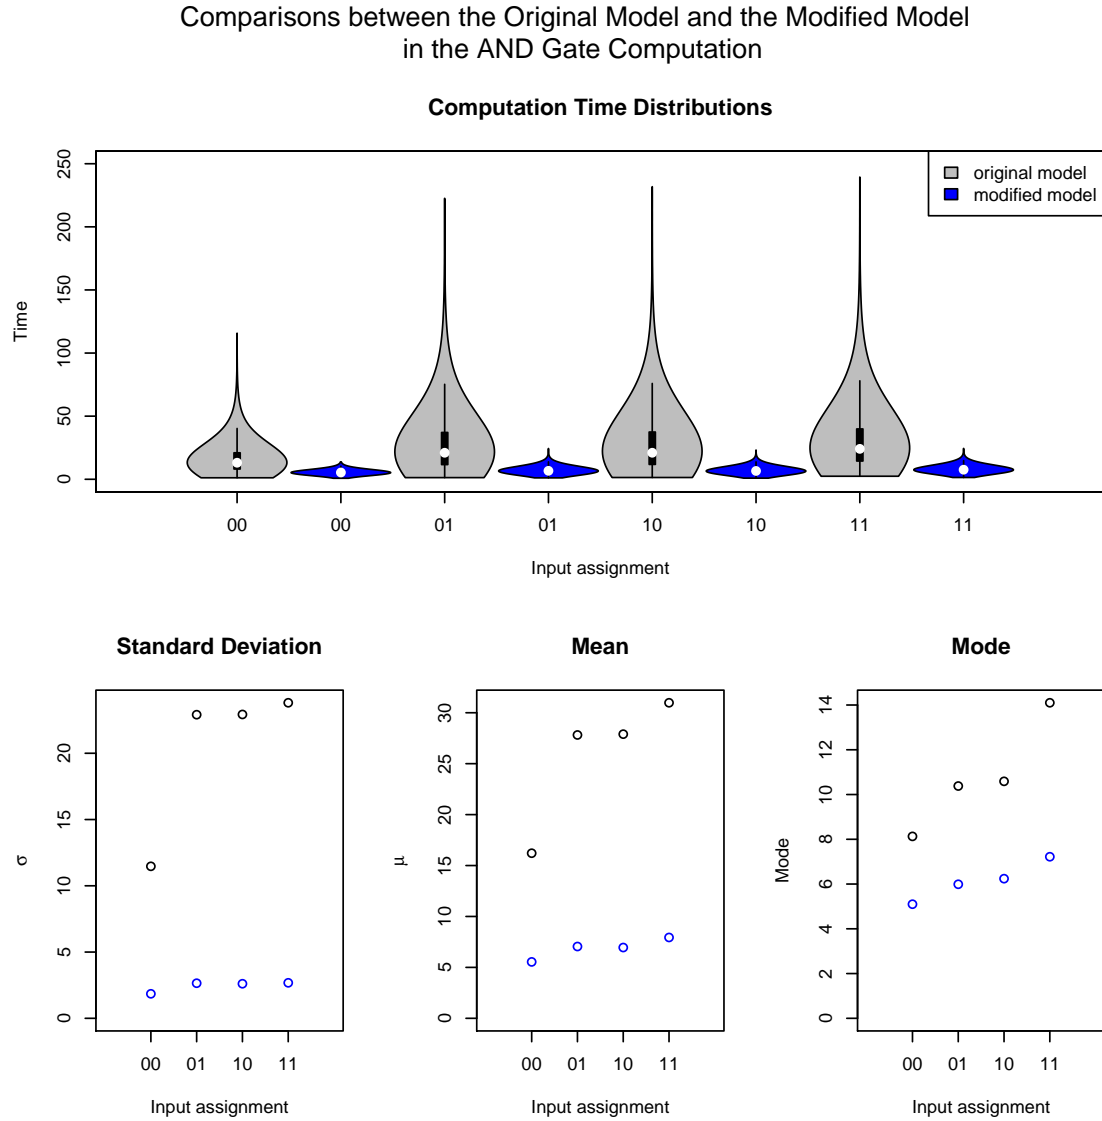 Comparisons between the Original Model and the Modified Model
in the AND Gate Computation
Computation Time Distributions
Time
0 50 100 150 200 250
original model
modified model
00 00 01 01 10 10 11 11
Input assignment
Standard Deviation
σ
0 5 10 15 20
00 01 10 11
Input assignment
Mean
μ
0 5 10 15 20 25 30
00 01 10 11
Input assignment
Mode
Mode
0 2 4 6 8 10 12 14
00 01 10 11
Input assignment